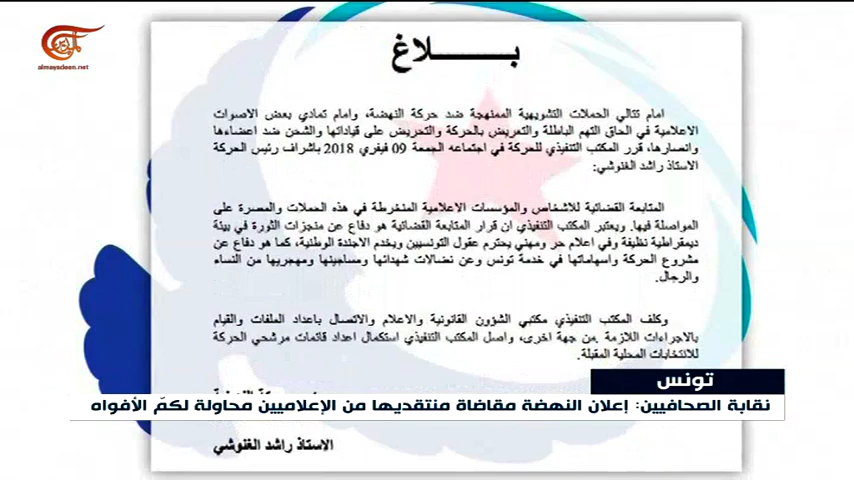 الميادين
almayadeen.net
بـــــلاغ
امام تتالي الحملات التشويهية الممنهجة ضد حركة النهضة، وامام تمادي بعض الاصوات
الاعلامية في الحاق التهم الباطلة والتعريض بالحركة والتحريض على قياداتها والشحن ضد اعضاءها
وانصارها، قرر المكتب التنفيذي للحركة في اجتماعه الجمعة 09 فيفري 2018 باشراف رئيس الحركة
الاستاذ راشد الغنوشي:
المتابعة القضائية للاشخاص والمؤسسات الاعلامية المنخرطة في هذه الحملات والمصرة على
المواصلة فيها. ويعتبر المكتب التنفيذي ان قرار المتابعة القضائية هو دفاع عن منجزات الثورة في بيئة
ديمقراطية نظيفة وفي اعلام حر ومهني يحترم عقول التونسيين ويخدم الاجندة الوطنية، كما هو دفاع عن
مشروع الحركة واسهاماتها في خدمة تونس وعن نضالات شهدائها ومساجينها ومهجريها من النساء
والرجال.
وكلف المكتب التنفيذي مكتبي الشؤون القانونية والاعلام والاتصال باعداد الملفات والقيام
بالاجراءات اللازمة .من جهة اخرى، واصل المكتب التنفيذي استكمال اعداد قائمات مرشحي الحركة
للانتخابات المحلية المقبلة.
تونس
نقابة الصحافيين: إعلان النهضة مقاضاة منتقديها من الإعلاميين محاولة لكمّ الأفواه
الاستاذ راشد الغنوشي